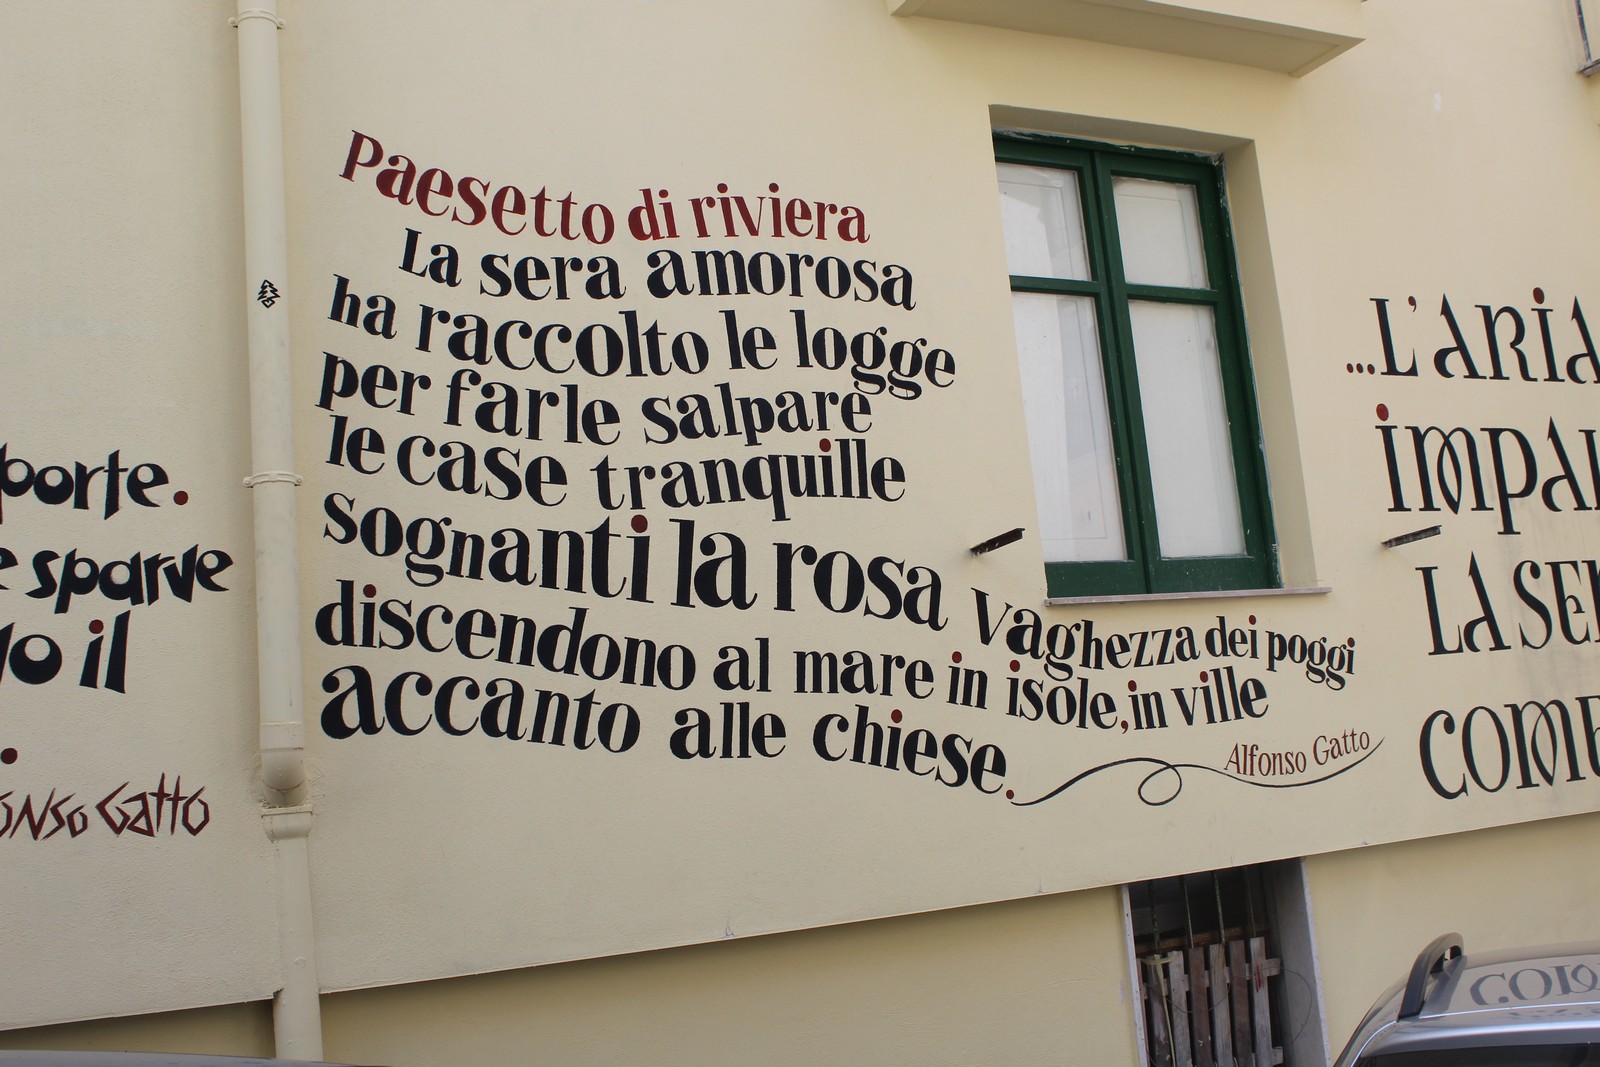 porte.
sparve
il
Gatto
Paesetto di riviera
La sera amorosa
ha raccolto le logge
per farle salpare
le case tranquille
sognanti la rosa vaghezza dei poggi
discendono al mare in isole, in ville
accanto alle chiese.
Alfonso Gatto
...L'ARIA
LA
COME